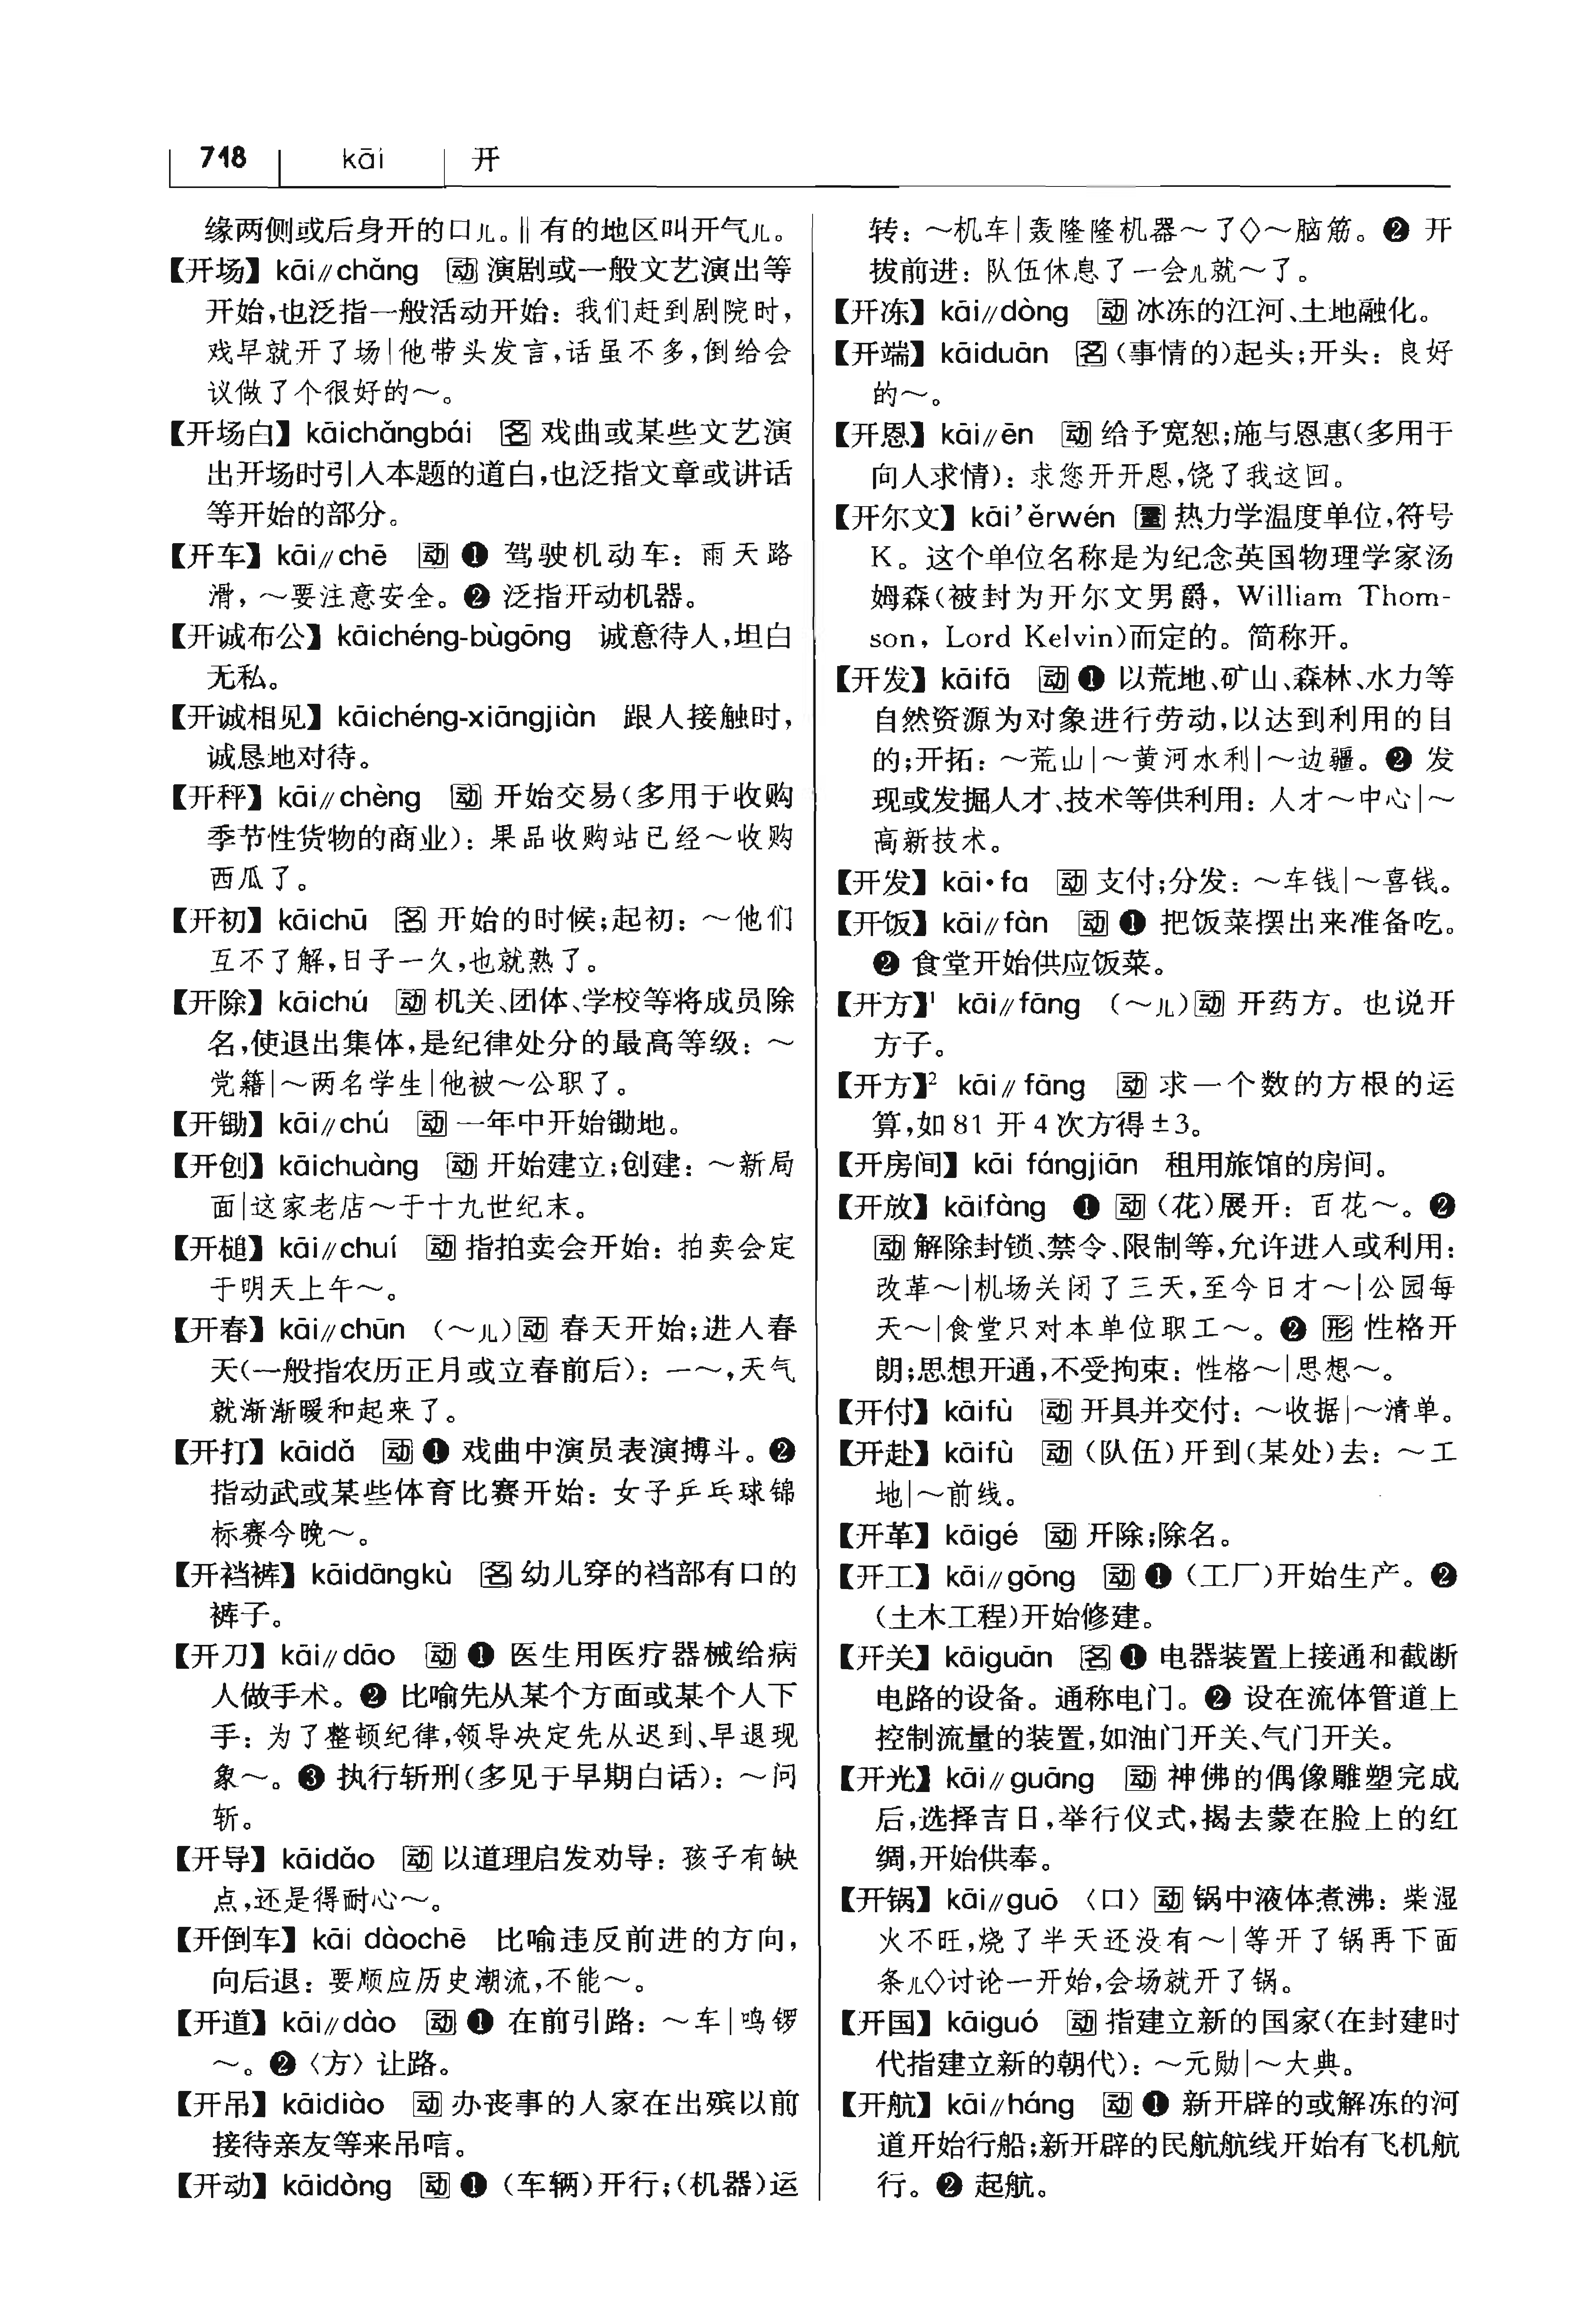 718 kāi 开
缘两侧或后身开的口儿。‖有的地区叫开气儿。
【开场】kāi//chǎng 动 演剧或一般文艺演出等
开始,也泛指一般活动开始：我们赶到剧院时,
戏早就开了场|他带头发言,话虽不多,倒给会
议做了个很好的～。
【开场白】kāichǎngbái 名 戏曲或某些文艺演
出开场时引入本题的道白,也泛指文章或讲话
等开始的部分。
【开车】kāi//chē 动 ❶ 驾驶机动车：雨天路
滑,～要注意安全。❷ 泛指开动机器。
【开诚布公】kāichéng-bùgōng 诚意待人,坦白
无私。
【开诚相见】kāichéng-xiāngjiàn 跟人接触时,
诚恳地对待。
【开秤】kāi//chèng 动 开始交易(多用于收购
季节性货物的商业)：果品收购站已经～收购
西瓜了。
【开初】kāichū 名 开始的时候;起初：～他们
互不了解,日子一久,也就熟了。
【开除】kāichú 动 机关、团体、学校等将成员除
名,使退出集体,是纪律处分的最高等级：～
党籍|～两名学生|他被～公职了。
【开锄】kāi//chú 动 一年中开始锄地。
【开创】kāichuàng 动 开始建立;创建：～新局
面|这家老店～于十九世纪末。
【开槌】kāi//chuí 动 指拍卖会开始：拍卖会定
于明天上午～。
【开春】kāi//chūn （～儿）动 春天开始;进入春
天(一般指农历正月或立春前后)：一～,天气
就渐渐暖和起来了。
【开打】kāidǎ 动 ❶ 戏曲中演员表演搏斗。❷
指动武或某些体育比赛开始：女子乒乓球锦
标赛今晚～。
【开裆裤】kāidāngkù 名 幼儿穿的裆部有口的
裤子。
【开刀】kāi//dāo 动 ❶ 医生用医疗器械给病
人做手术。❷ 比喻先从某个方面或某个人下
手：为了整顿纪律,领导决定先从迟到、早退现
象～。❸ 执行斩刑(多见于早期白话)：～问
斩。
【开导】kāidǎo 动 以道理启发劝导：孩子有缺
点,还是得耐心～。
【开倒车】kāi dàochē 比喻违反前进的方向,
向后退：要顺应历史潮流,不能～。
【开道】kāi//dào 动 ❶ 在前引路：～车|鸣锣
～。❷〈方〉让路。
【开吊】kāidiào 动 办丧事的人家在出殡以前
接待亲友等来吊唁。
【开动】kāidòng 动 ❶（车辆）开行;(机器)运
转：～机车|轰隆隆机器～了◇～脑筋。❷ 开
拔前进：队伍休息了一会儿就～了。
【开冻】kāi//dòng 动 冰冻的江河、土地融化。
【开端】kāiduān 名（事情的）起头;开头：良好
的～。
【开恩】kāi//ēn 动 给予宽恕;施与恩惠(多用于
向人求情)：求您开开恩,饶了我这回。
【开尔文】kāi’ěrwén 量 热力学温度单位,符号
K。这个单位名称是为纪念英国物理学家汤
姆森(被封为开尔文男爵, William Thom-
son, Lord Kelvin)而定的。简称开。
【开发】kāifā 动 ❶ 以荒地、矿山、森林、水力等
自然资源为对象进行劳动,以达到利用的目
的;开拓：～荒山|～黄河水利|～边疆。❷ 发
现或发掘人才、技术等供利用：人才～中心|～
高新技术。
【开发】kāi·fa 动 支付;分发：～车钱|～喜钱。
【开饭】kāi//fàn 动 ❶ 把饭菜摆出来准备吃。
❷ 食堂开始供应饭菜。
【开方】¹ kāi//fāng （～儿）动 开药方。也说开
方子。
【开方】² kāi//fāng 动 求一个数的方根的运
算,如 81 开 4 次方得±3。
【开房间】kāi fángjiān 租用旅馆的房间。
【开放】kāifàng ❶ 动（花）展开：百花～。❷
动 解除封锁、禁令、限制等,允许进入或利用：
改革～|机场关闭了三天,至今日才～|公园每
天～|食堂只对本单位职工～。❷ 形 性格开
朗;思想开通,不受拘束：性格～|思想～。
【开付】kāifù 动 开具并交付：～收据|～清单。
【开赴】kāifù 动（队伍）开到(某处)去：～工
地|～前线。
【开革】kāigé 动 开除;除名。
【开工】kāi//gōng 动 ❶（工厂）开始生产。❷
（土木工程）开始修建。
【开关】kāiguān 名 ❶ 电器装置上接通和截断
电路的设备。通称电门。❷ 设在流体管道上
控制流量的装置,如油门开关、气门开关。
【开光】kāi//guāng 动 神佛的偶像雕塑完成
后,选择吉日,举行仪式,揭去蒙在脸上的红
绸,开始供奉。
【开锅】kāi//guō 〈口〉动 锅中液体煮沸：柴湿
火不旺,烧了半天还没有～|等开了锅再下面
条儿◇讨论一开始,会场就开了锅。
【开国】kāiguó 动 指建立新的国家(在封建时
代指建立新的朝代)：～元勋|～大典。
【开航】kāi//háng 动 ❶ 新开辟的或解冻的河
道开始行船;新开辟的民航航线开始有飞机航
行。❷ 起航。